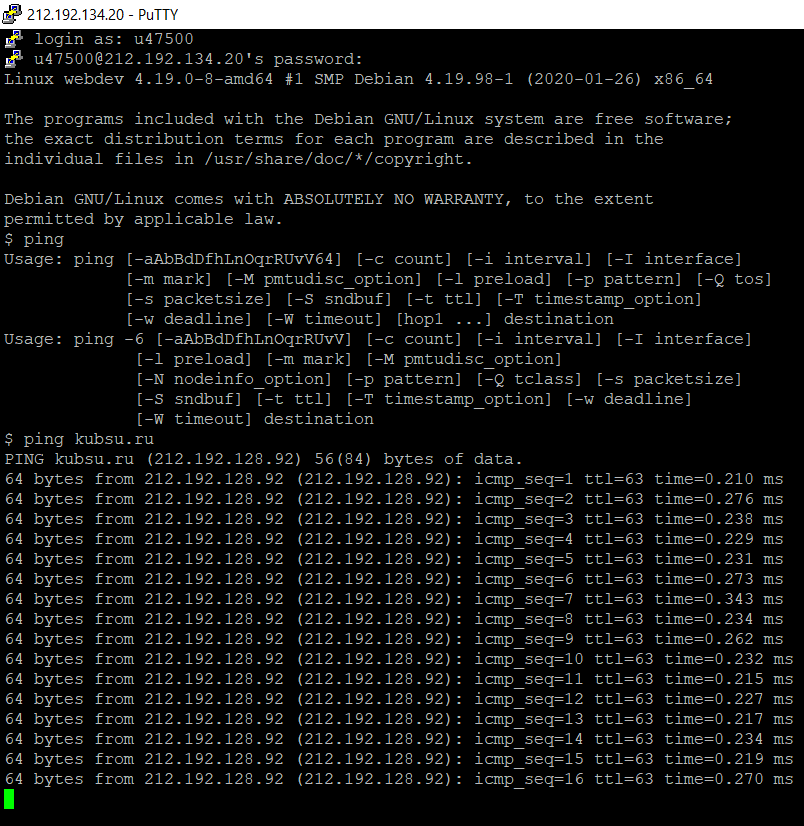 212.192.134.20 - PuTTY
login as: u47500
u47500@212.192.134.20's password:
Linux webdev 4.19.0-8-amd64 #1 SMP Debian 4.19.98-1 (2020-01-26) x86_64
The programs included with the Debian GNU/Linux system are free software;
the exact distribution terms for each program are described in the
individual files in /usr/share/doc/*/copyright.
Debian GNU/Linux comes with ABSOLUTELY NO WARRANTY, to the extent
permitted by applicable law.
$ ping
Usage: ping [-aAbBdDfhLnOqrRUvV64] [-c count] [-i interval] [-I interface]
[-m mark] [-M pmtudisc_option] [-l preload] [-p pattern] [-Q tos]
[-s packetsize] [-S sndbuf] [-t ttl] [-T timestamp_option]
[-w deadline] [-W timeout] [hop1 ...] destination
Usage: ping -6 [-aAbBdDfhLnOqrRUvV] [-c count] [-i interval] [-I interface]
[-l preload] [-m mark] [-M pmtudisc_option]
[-N nodeinfo_option] [-p pattern] [-Q tclass] [-s packetsize]
[-S sndbuf] [-t ttl] [-T timestamp_option] [-w deadline]
[-W timeout] destination
$ ping kubsu.ru
PING kubsu.ru (212.192.128.92) 56(84) bytes of data.
64 bytes from 212.192.128.92 (212.192.128.92): icmp_seq=1 ttl=63 time=0.210 ms
64 bytes from 212.192.128.92 (212.192.128.92): icmp_seq=2 ttl=63 time=0.276 ms
64 bytes from 212.192.128.92 (212.192.128.92): icmp_seq=3 ttl=63 time=0.238 ms
64 bytes from 212.192.128.92 (212.192.128.92): icmp_seq=4 ttl=63 time=0.229 ms
64 bytes from 212.192.128.92 (212.192.128.92): icmp_seq=5 ttl=63 time=0.231 ms
64 bytes from 212.192.128.92 (212.192.128.92): icmp_seq=6 ttl=63 time=0.273 ms
64 bytes from 212.192.128.92 (212.192.128.92): icmp_seq=7 ttl=63 time=0.343 ms
64 bytes from 212.192.128.92 (212.192.128.92): icmp_seq=8 ttl=63 time=0.234 ms
64 bytes from 212.192.128.92 (212.192.128.92): icmp_seq=9 ttl=63 time=0.262 ms
64 bytes from 212.192.128.92 (212.192.128.92): icmp_seq=10 ttl=63 time=0.232 ms
64 bytes from 212.192.128.92 (212.192.128.92): icmp_seq=11 ttl=63 time=0.215 ms
64 bytes from 212.192.128.92 (212.192.128.92): icmp_seq=12 ttl=63 time=0.227 ms
64 bytes from 212.192.128.92 (212.192.128.92): icmp_seq=13 ttl=63 time=0.217 ms
64 bytes from 212.192.128.92 (212.192.128.92): icmp_seq=14 ttl=63 time=0.234 ms
64 bytes from 212.192.128.92 (212.192.128.92): icmp_seq=15 ttl=63 time=0.219 ms
64 bytes from 212.192.128.92 (212.192.128.92): icmp_seq=16 ttl=63 time=0.270 ms